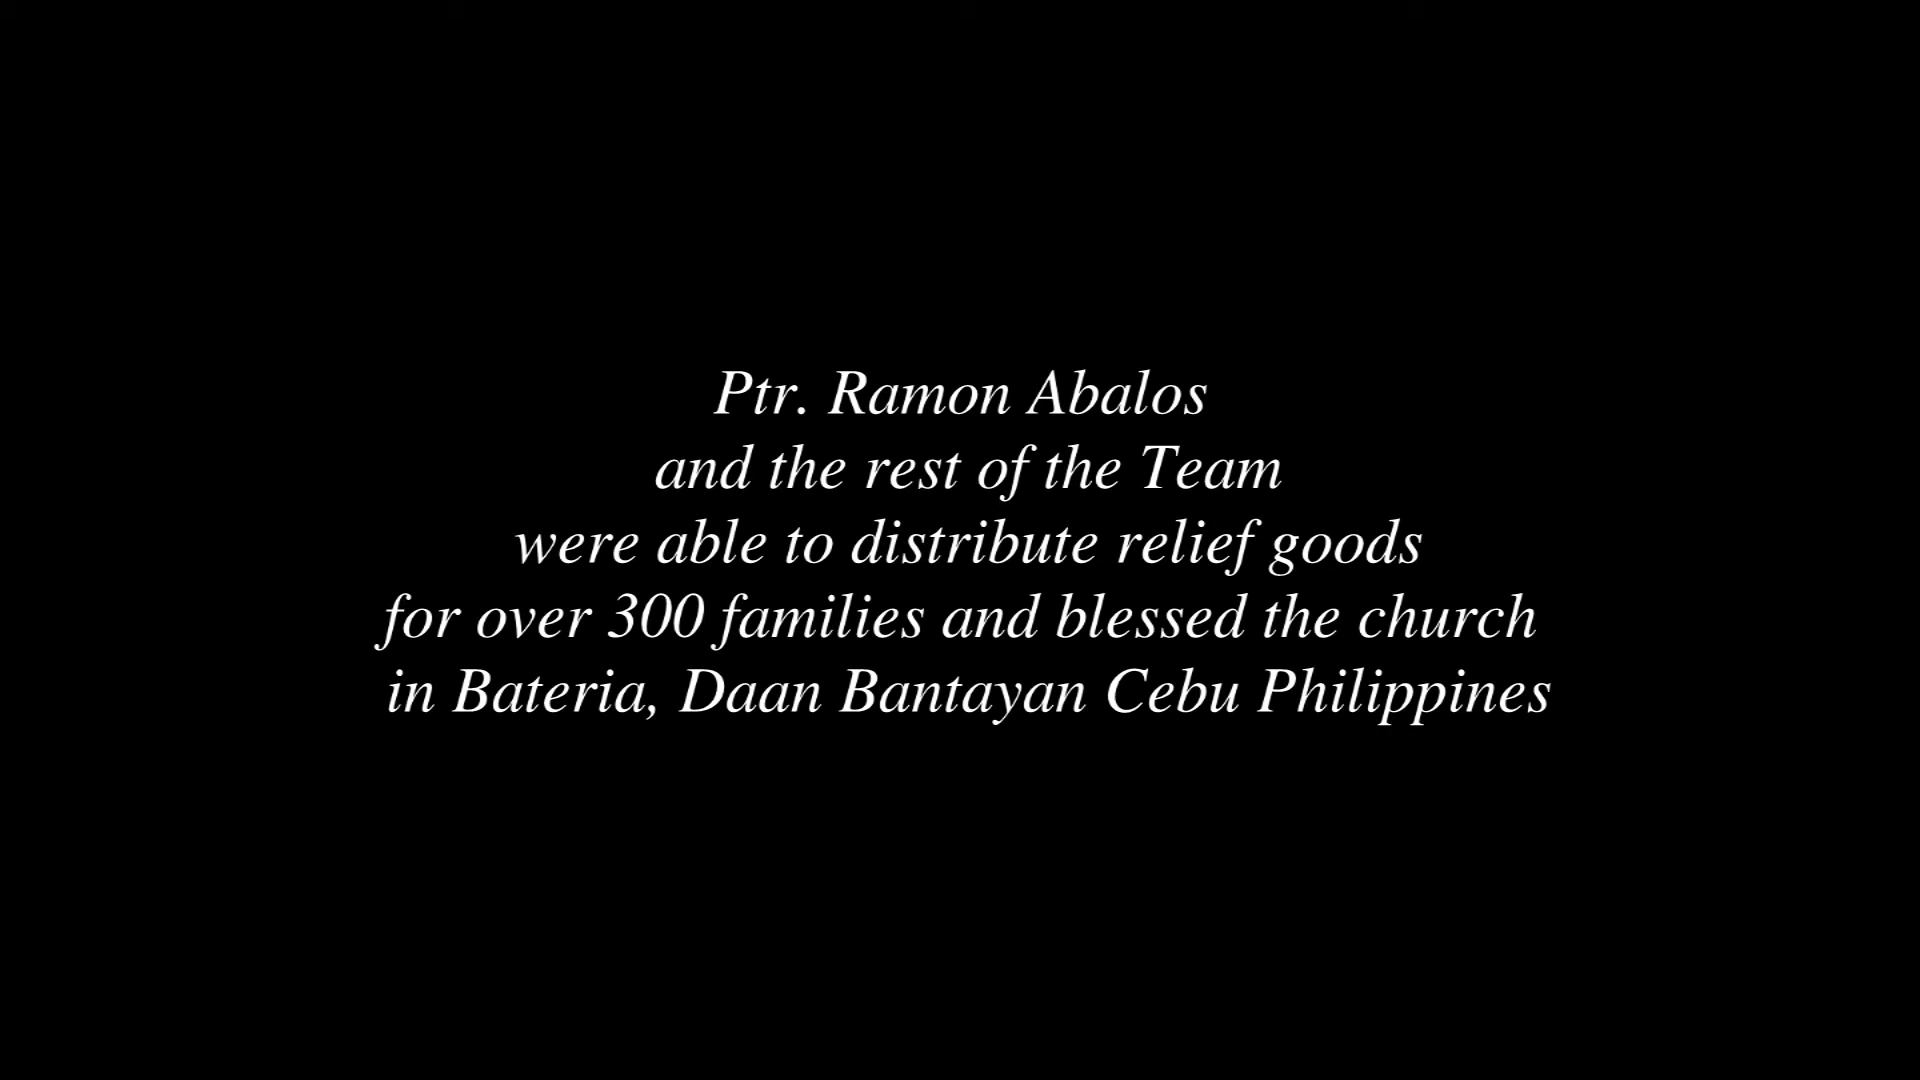 Ptr. Ramon Abalos
and the rest of the Team
were able to distribute relief goods
for over 300 families and blessed the church
in Bateria, Daan Bantayan Cebu Philippines